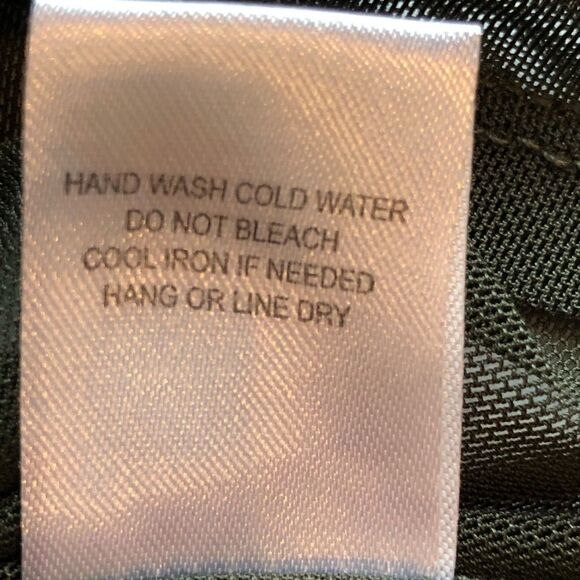 HAND WASH COLD WATER
DO NOT BLEACH
COOL IRON IF NEEDED
HANG OR LINE DRY